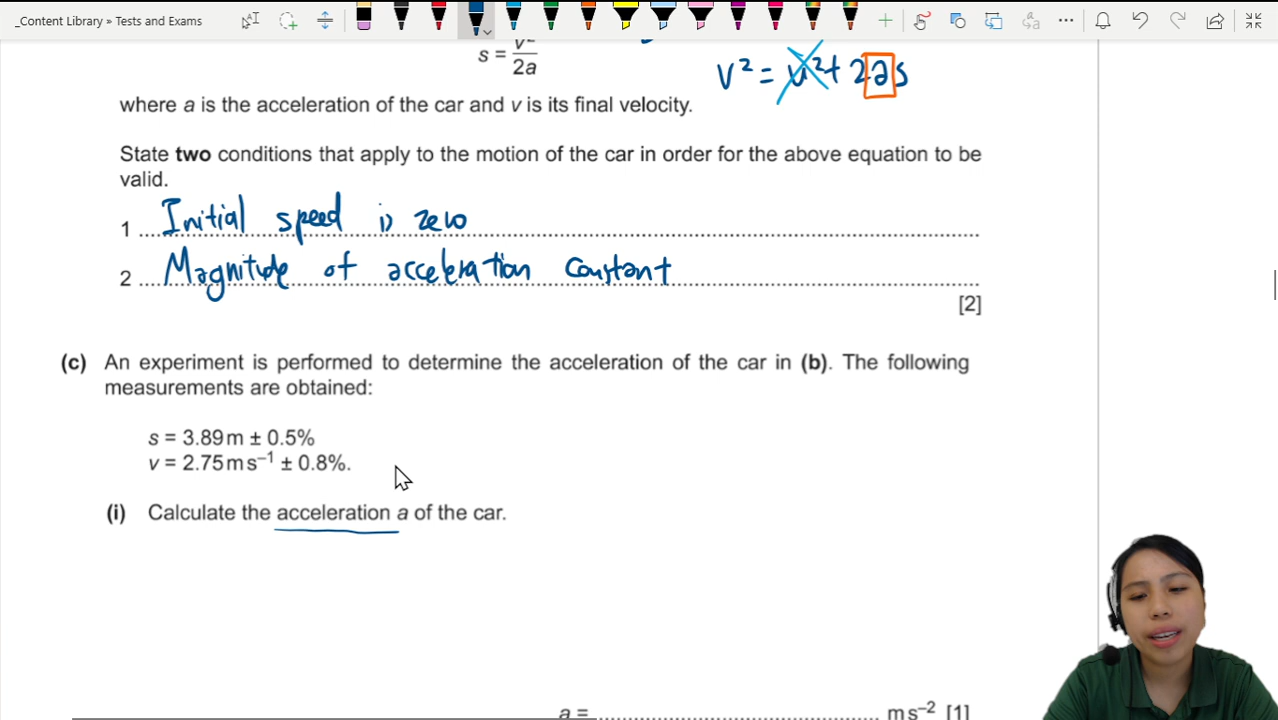 _Content Library » Tests and Exams
s = v²/2a
v² = u² + 2as
where a is the acceleration of the car and v is its final velocity.
State two conditions that apply to the motion of the car in order for the above equation to be
valid.
1 Initial speed is zero
2 Magnitude of acceleration constant
[2]
(c) An experiment is performed to determine the acceleration of the car in (b). The following
measurements are obtained:
s = 3.89 m ± 0.5%
v = 2.75 m s⁻¹ ± 0.8%.
(i) Calculate the acceleration a of the car.
a = ........................................ m s⁻² [1]